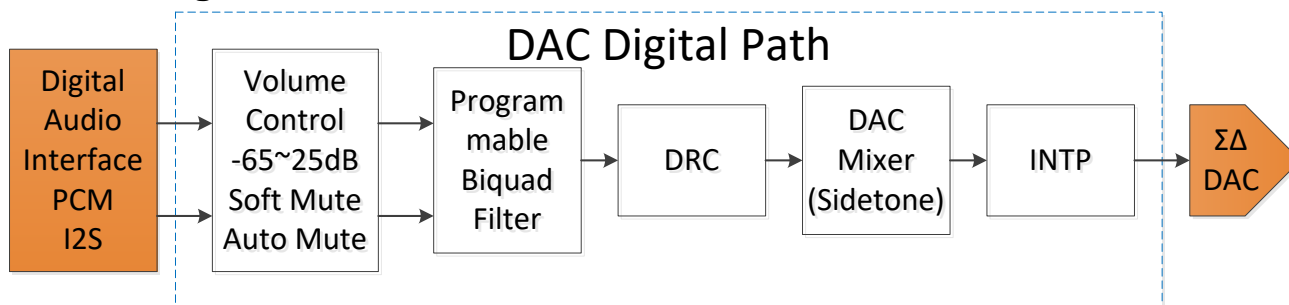 DAC Digital Path
Digital
Audio
Interface
PCM
I2S
Volume
Control
-65~25dB
Soft Mute
Auto Mute
Program
mable
Biquad
Filter
DRC
DAC
Mixer
(Sidetone)
INTP
ΣΔ
DAC